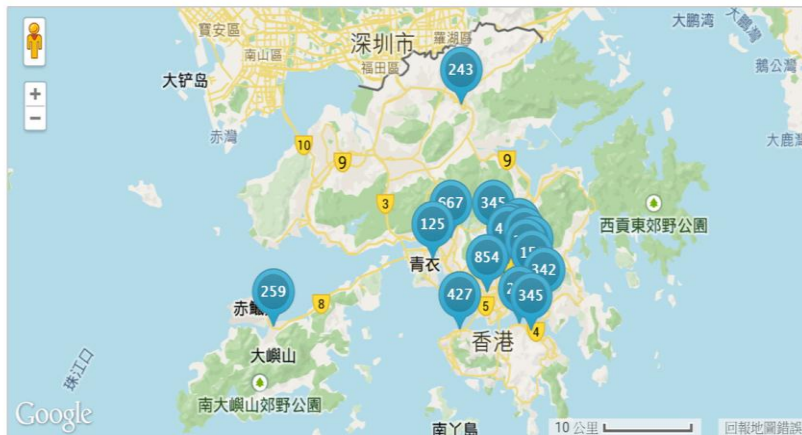 寶安區
深圳市
羅湖區
大鹏湾
大鵬灣
南山區
福田區
243
鵝公灣
大铲岛
+
−
赤灣
大鹿灣
10
9
9
3
667
345
125
西貢東郊野公園
854
青衣
342
259
427
345
8
5
4
香港
大嶼山
珠江口
南大嶼山郊野公園
Google
南丫島
10 公里
回報地圖錯誤